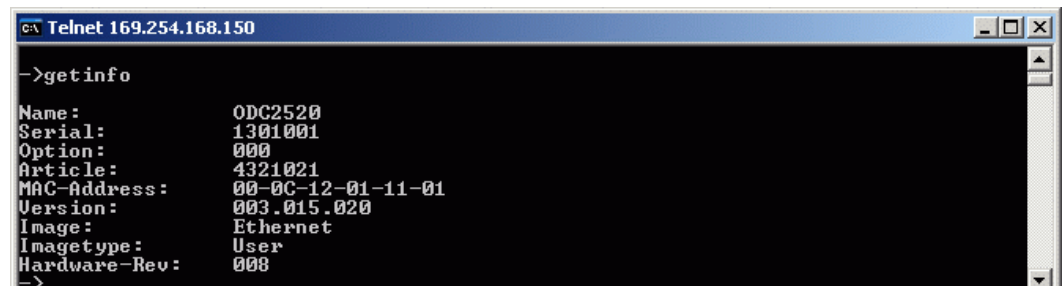 Telnet 169.254.168.150
->getinfo
Name: ODC2520
Serial: 1301001
Option: 000
Article: 4321021
MAC-Address: 00-0C-12-01-11-01
Version: 003.015.020
Image: Ethernet
Imagetype: User
Hardware-Rev: 008
->